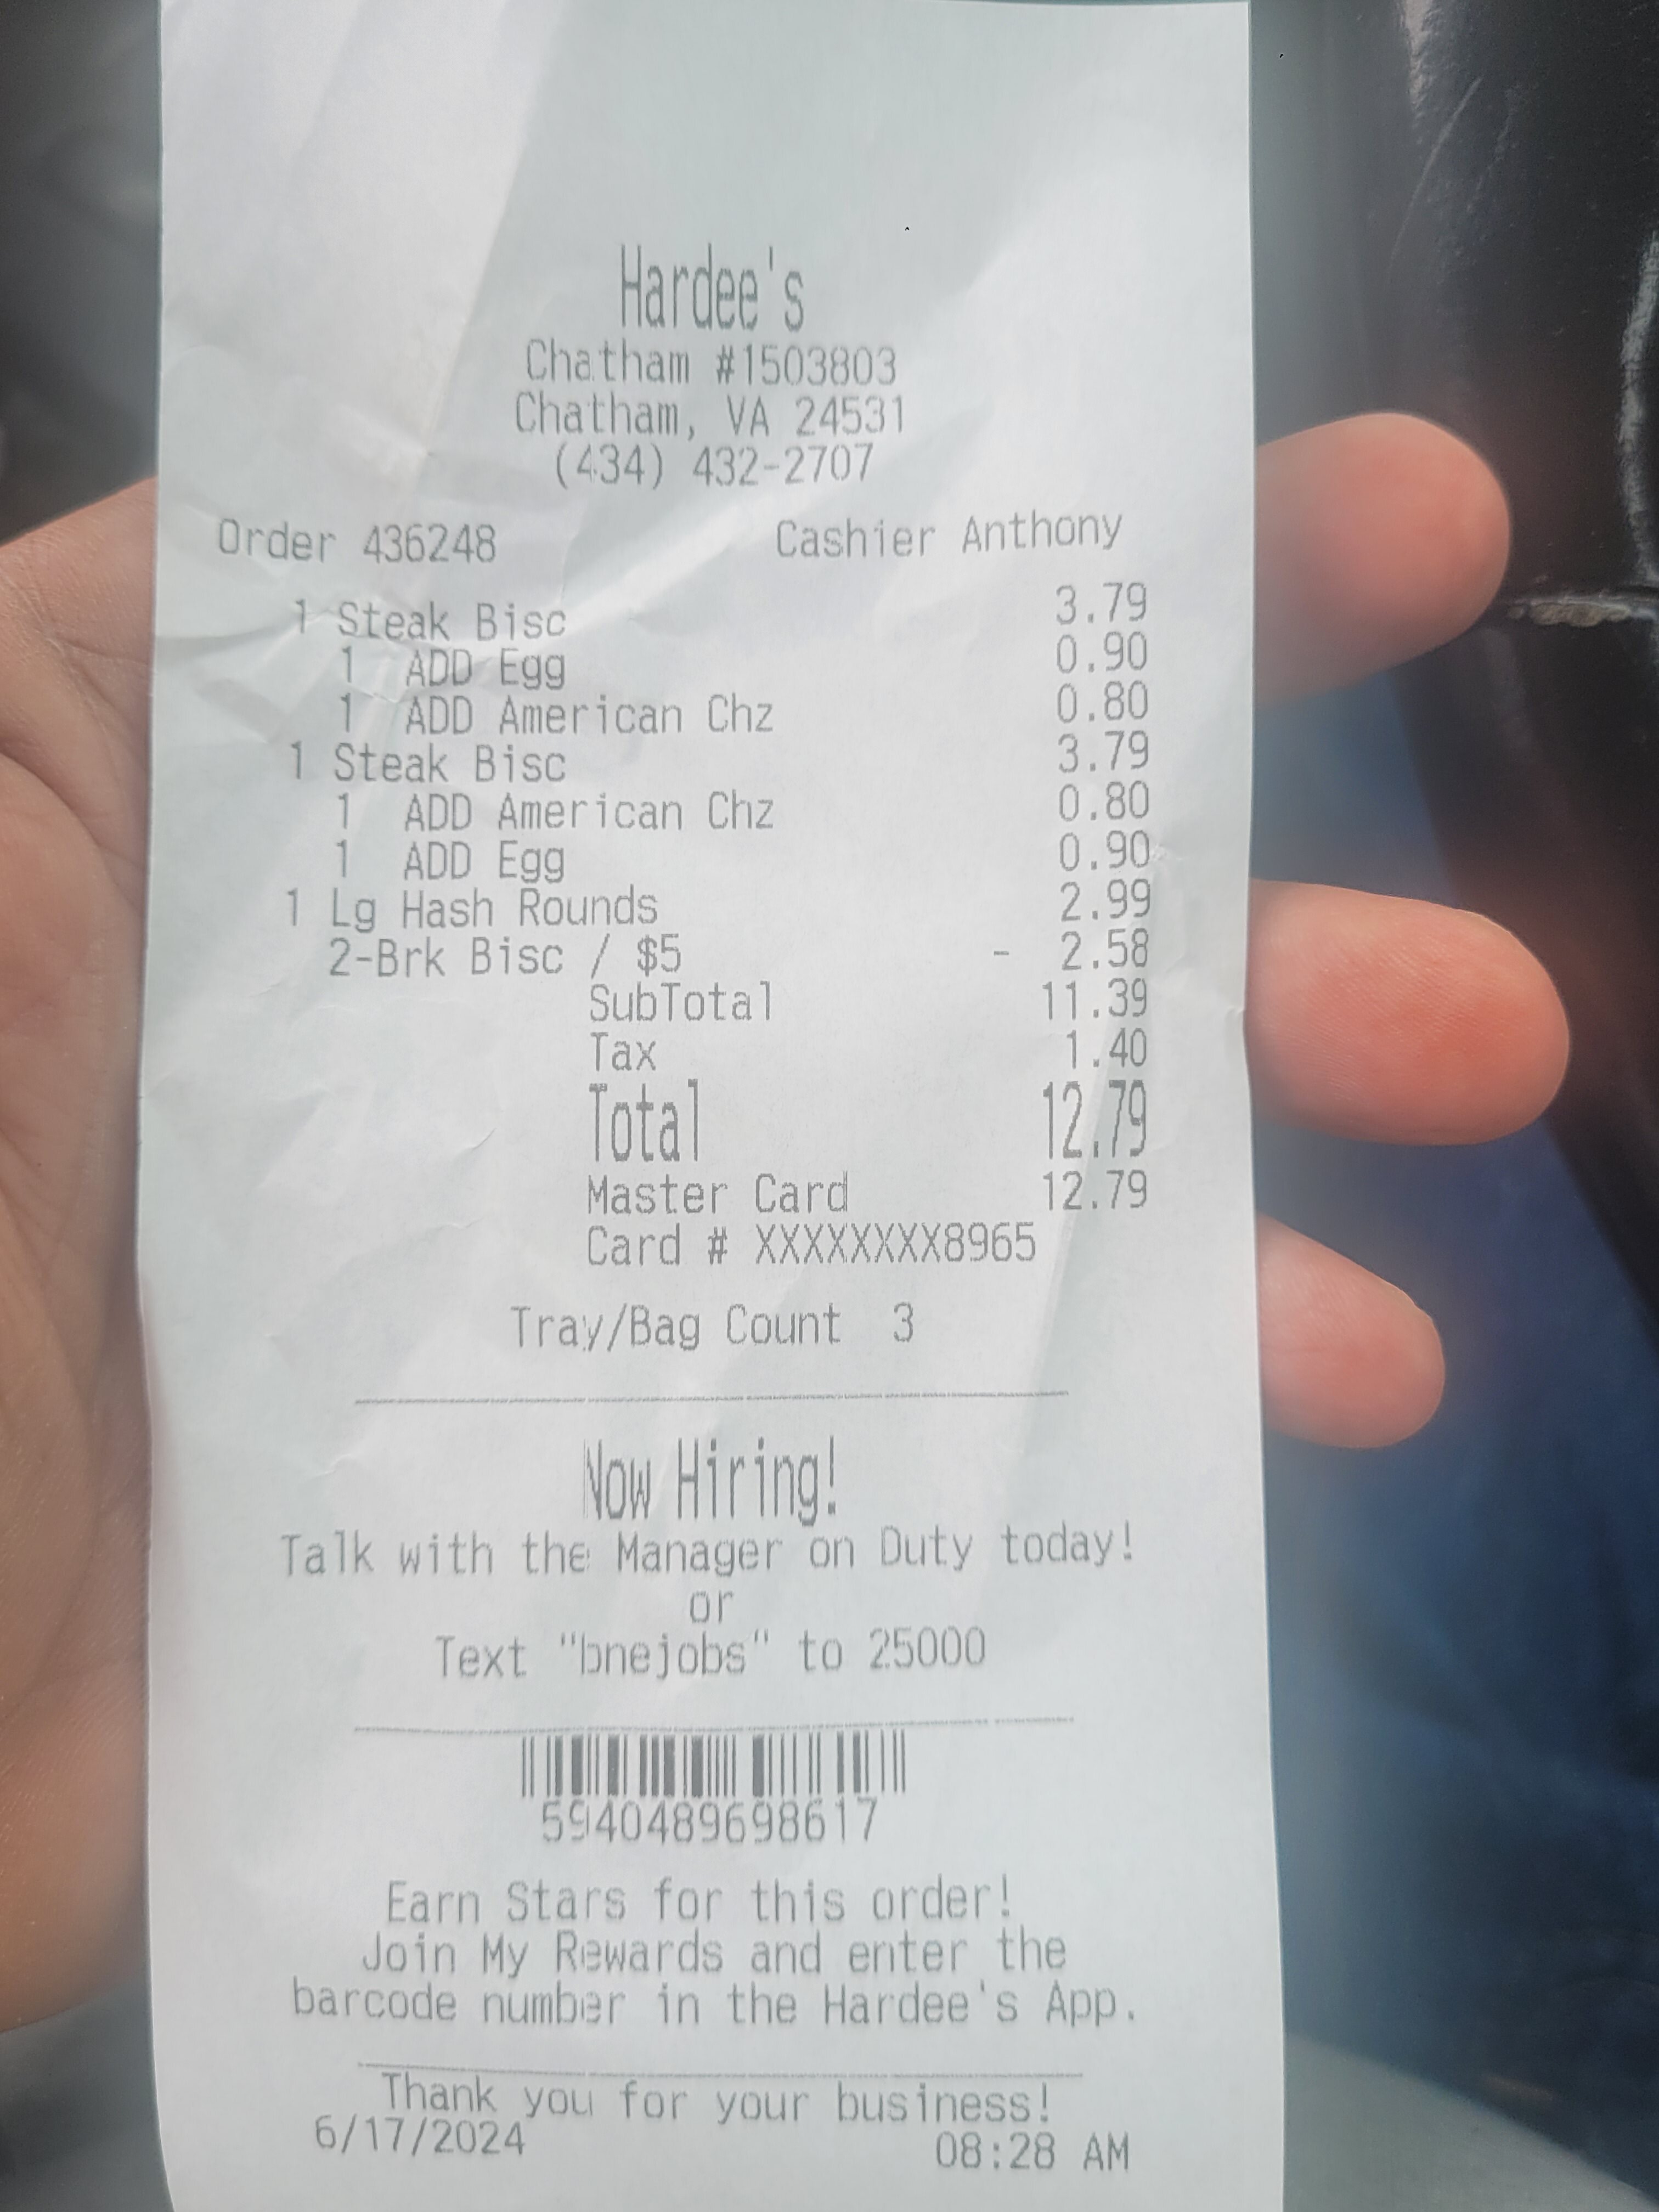 Hardee's
Chatham #1503803
Chatham, VA 24531
(434) 432-2707
Order 436248 Cashier Anthony
1 Steak Bisc 3.79
1 ADD Egg 0.90
1 ADD American Chz 0.80
1 Steak Bisc 3.79
1 ADD American Chz 0.80
1 ADD Egg 0.90
1 Lg Hash Rounds 2.99
2-Brk Bisc / $5 - 2.58
SubTotal 11.39
Tax 1.40
Total 12.79
Master Card 12.79
Card # XXXXXXXX8965
Tray/Bag Count 3
Now Hiring!
Talk with the Manager on Duty today!
or
Text "bnejobs" to 25000
5940489698617
Earn Stars for this order!
Join My Rewards and enter the
barcode number in the Hardee's App.
Thank you for your business!
6/17/2024 08:28 AM